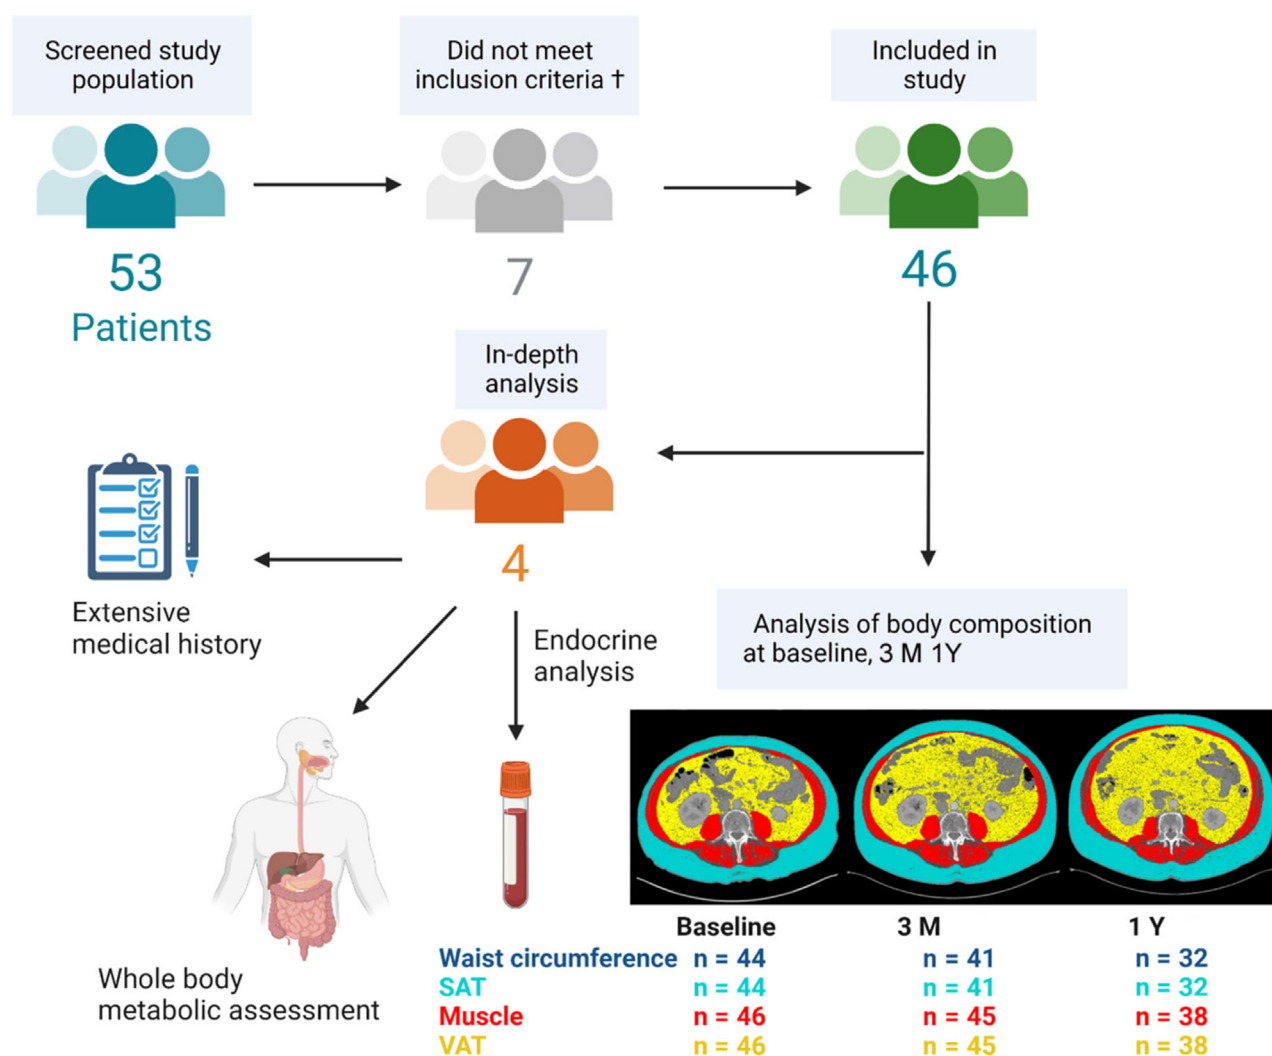 Screened study
population
Did not meet
inclusion criteria †
Included in
study
53
Patients
7
46
In-depth
analysis
4
Extensive
medical history
Endocrine
analysis
Whole body
metabolic assessment
Analysis of body composition
at baseline, 3 M 1Y
Baseline 3 M 1 Y
Waist circumference n = 44 n = 41 n = 32
SAT n = 44 n = 41 n = 32
Muscle n = 46 n = 45 n = 38
VAT n = 46 n = 45 n = 38